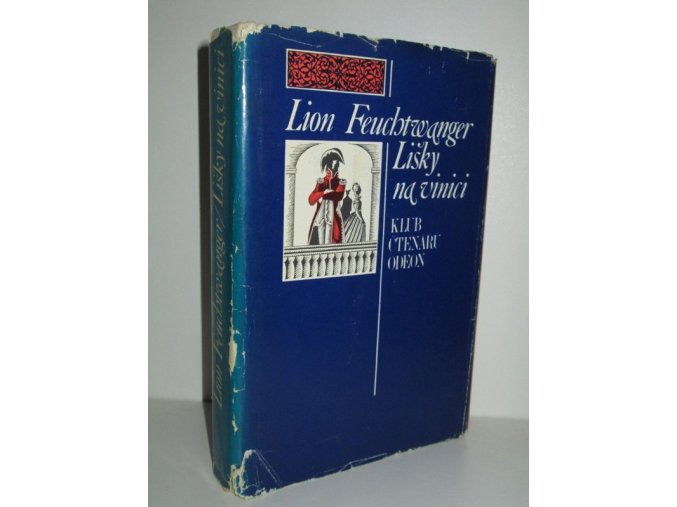 Lion Feuchtwanger
Lišky
na vinici
KLUB
ČTENÁŘŮ
ODEON
Lion Feuchtwanger / Lišky na vinici